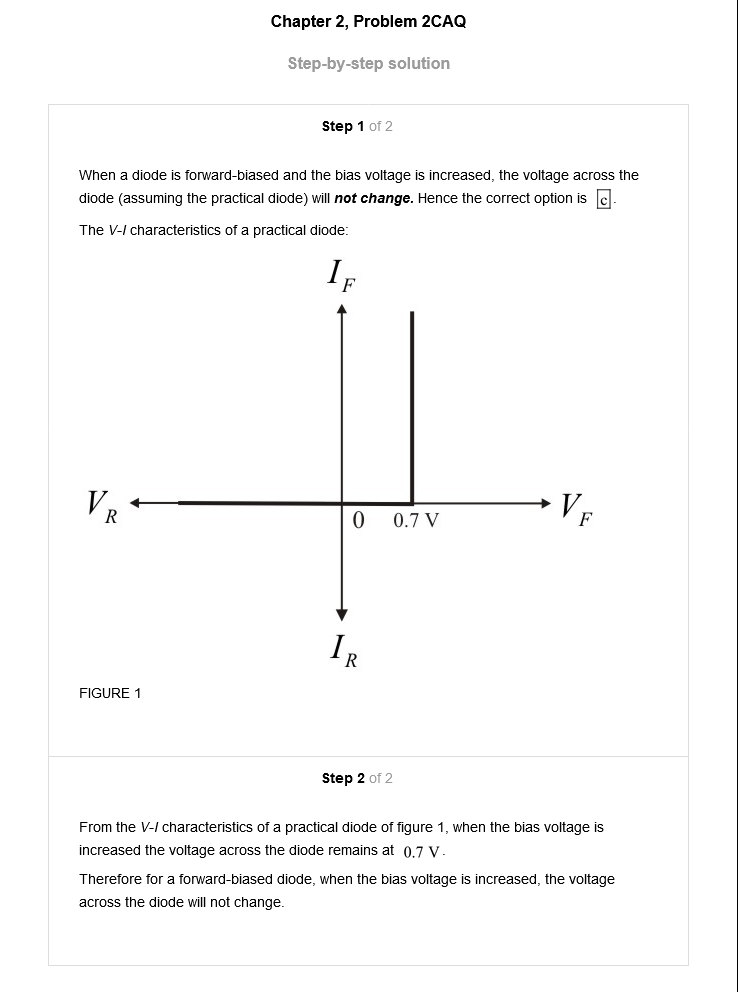 Chapter 2, Problem 2CAQ
Step-by-step solution
Step 1 of 2
When a diode is forward-biased and the bias voltage is increased, the voltage across the
diode (assuming the practical diode) will not change. Hence the correct option is c .
The V-I characteristics of a practical diode:
I F
V R
0 0.7 V
V F
I R
FIGURE 1
Step 2 of 2
From the V-I characteristics of a practical diode of figure 1, when the bias voltage is
increased the voltage across the diode remains at 0.7 V .
Therefore for a forward-biased diode, when the bias voltage is increased, the voltage
across the diode will not change.